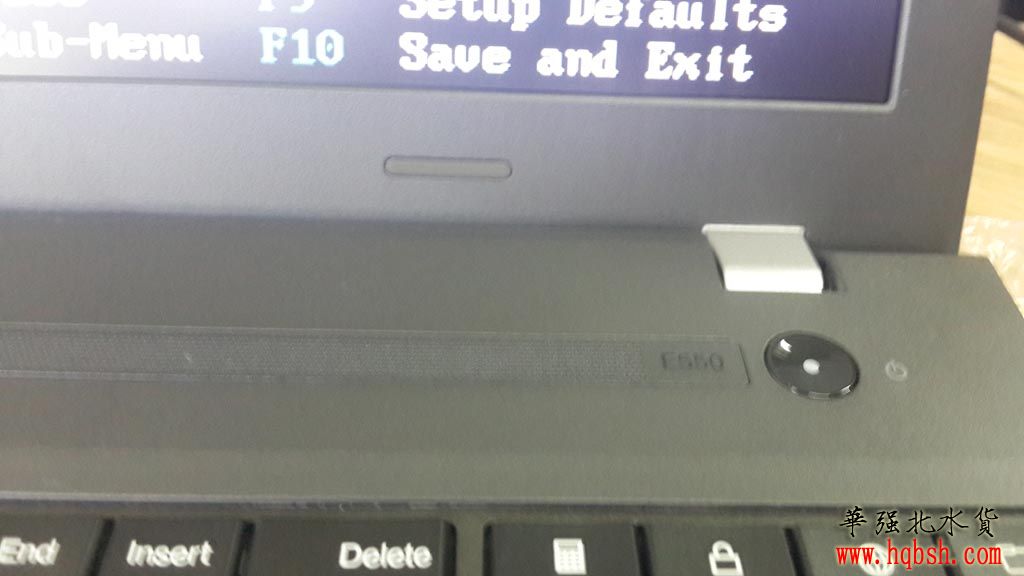 Setup Defaults
Sub-Menu F10 Save and Exit
E550
End Insert Delete
華强北水貨
www.hqbsh.com